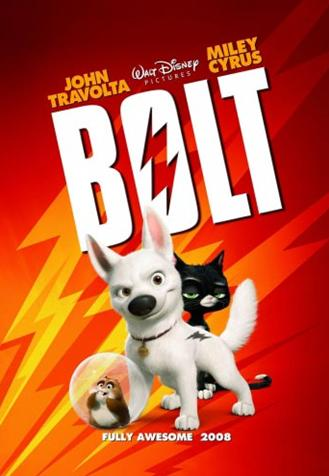 JOHN
TRAVOLTA
WALT DISNEY
PICTURES
MILEY
CYRUS
BOLT
FULLY AWESOME 2008